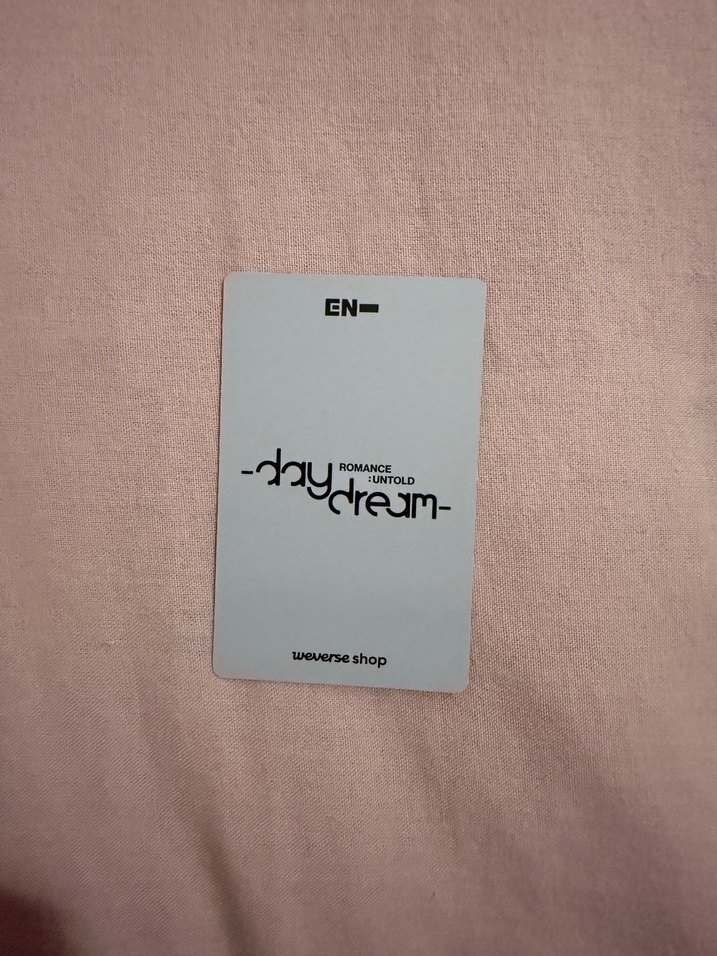 EN-
-day
ROMANCE
:UNTOLD
dream-
weverse shop